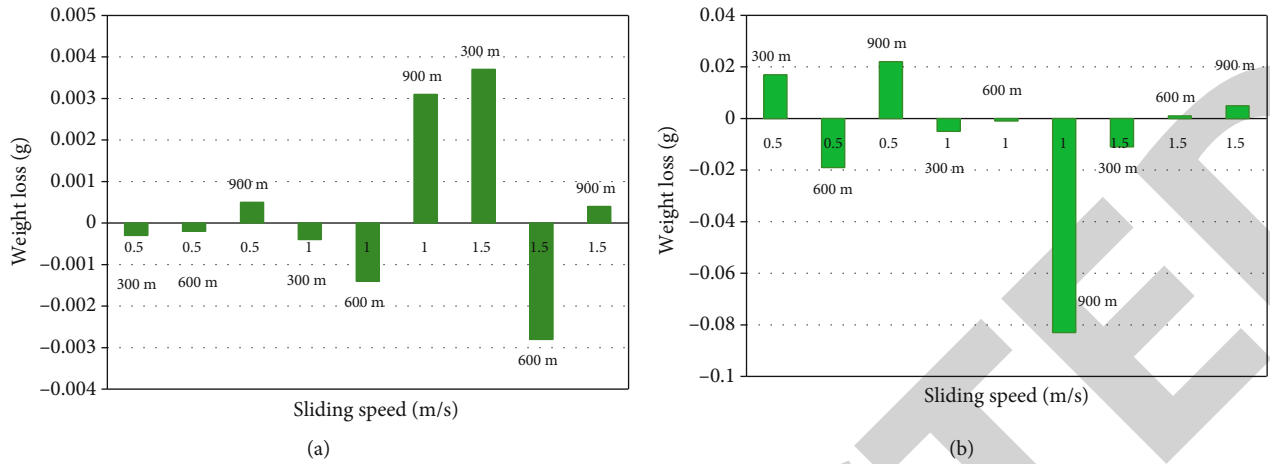 0.005
0.004
0.003
0.002
0.001
0
–0.001
–0.002
–0.003
–0.004
Weight loss (g)
300 m
900 m
900 m
900 m
0.5
0.5
0.5
1
1
1
1.5
1.5
1.5
300 m
600 m
300 m
600 m
600 m
Sliding speed (m/s)
(a)
0.04
0.02
0
–0.02
–0.04
–0.06
–0.08
–0.1
Weight loss (g)
900 m
300 m
900 m
600 m
600 m
0.5
0.5
0.5
1
1
1
1.5
1.5
1.5
600 m
300 m
300 m
900 m
Sliding speed (m/s)
(b)